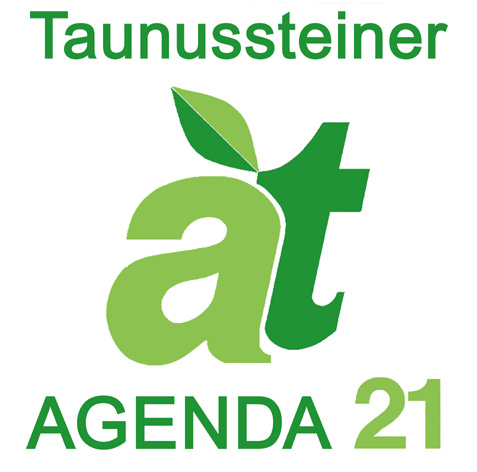 Taunussteiner
at
AGENDA 21